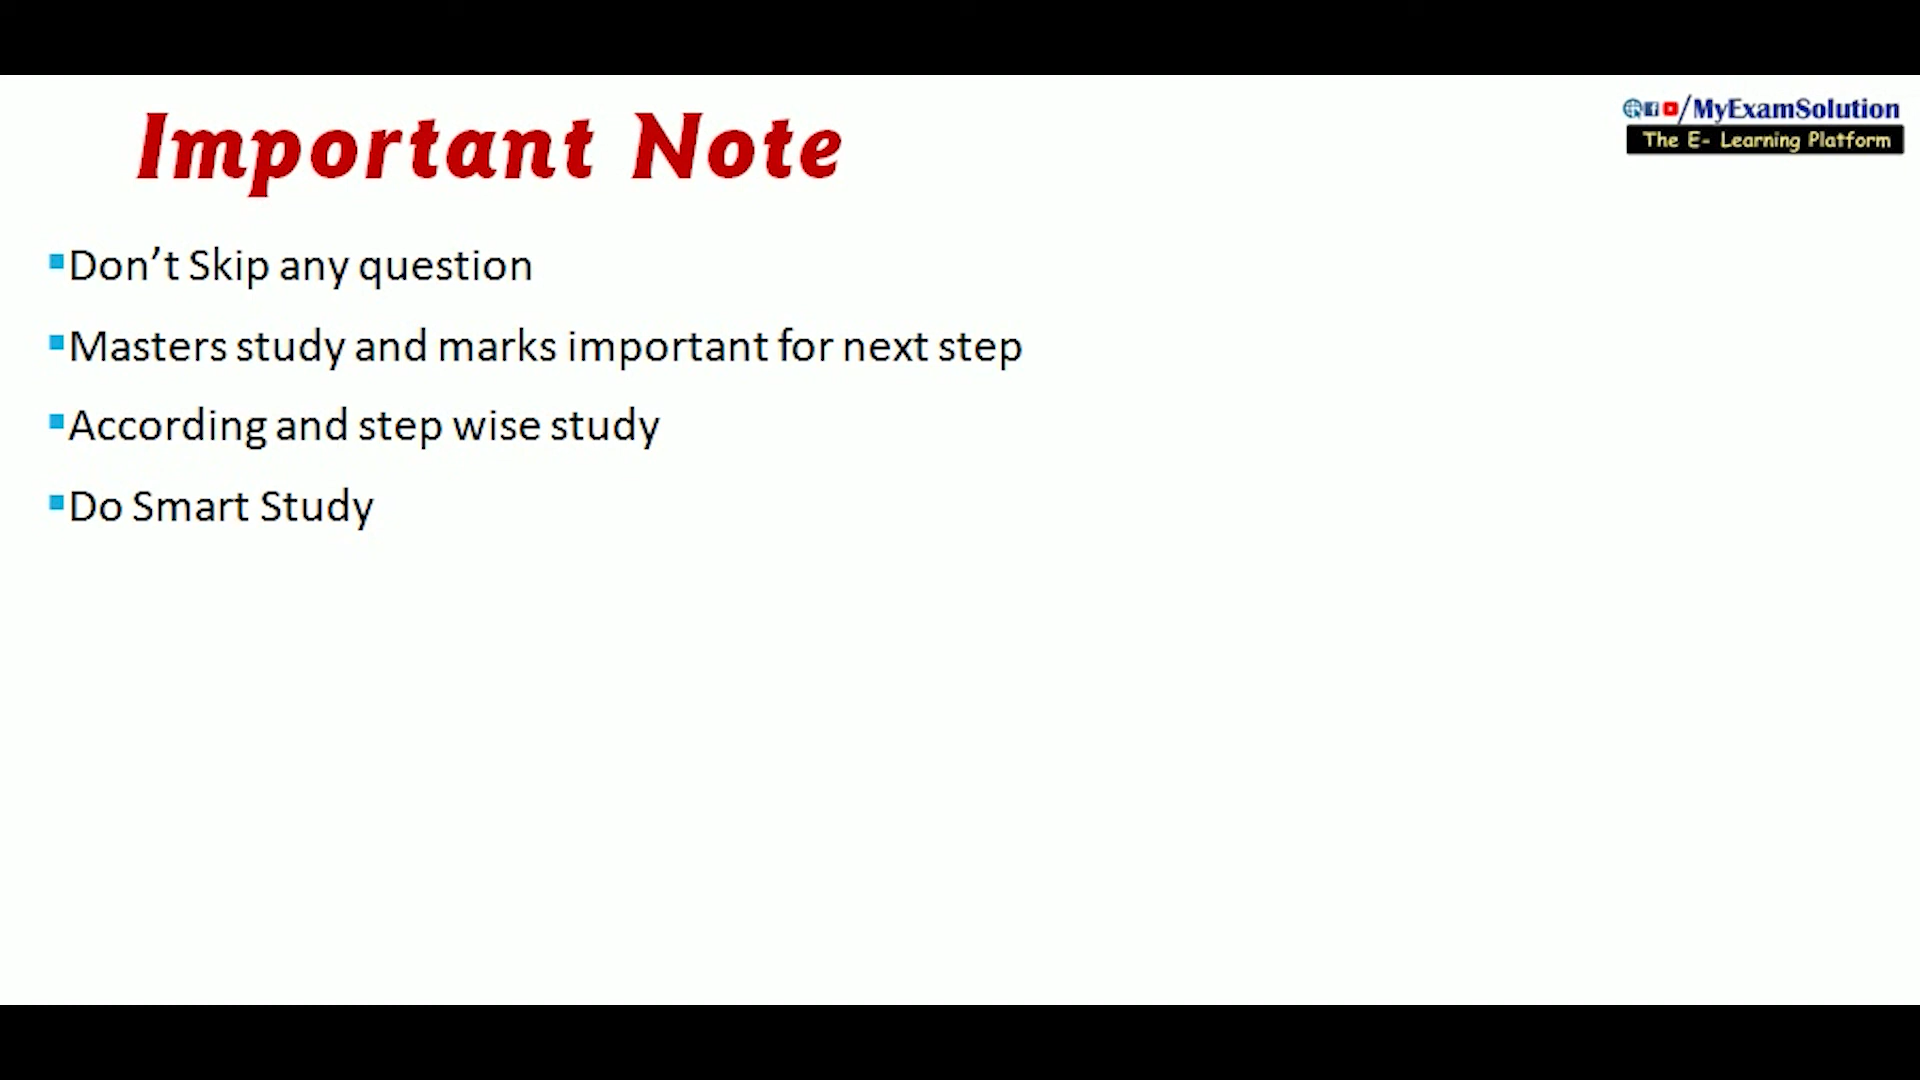 Important Note
/MyExamSolution
The E- Learning Platform
Don’t Skip any question
Masters study and marks important for next step
According and step wise study
Do Smart Study